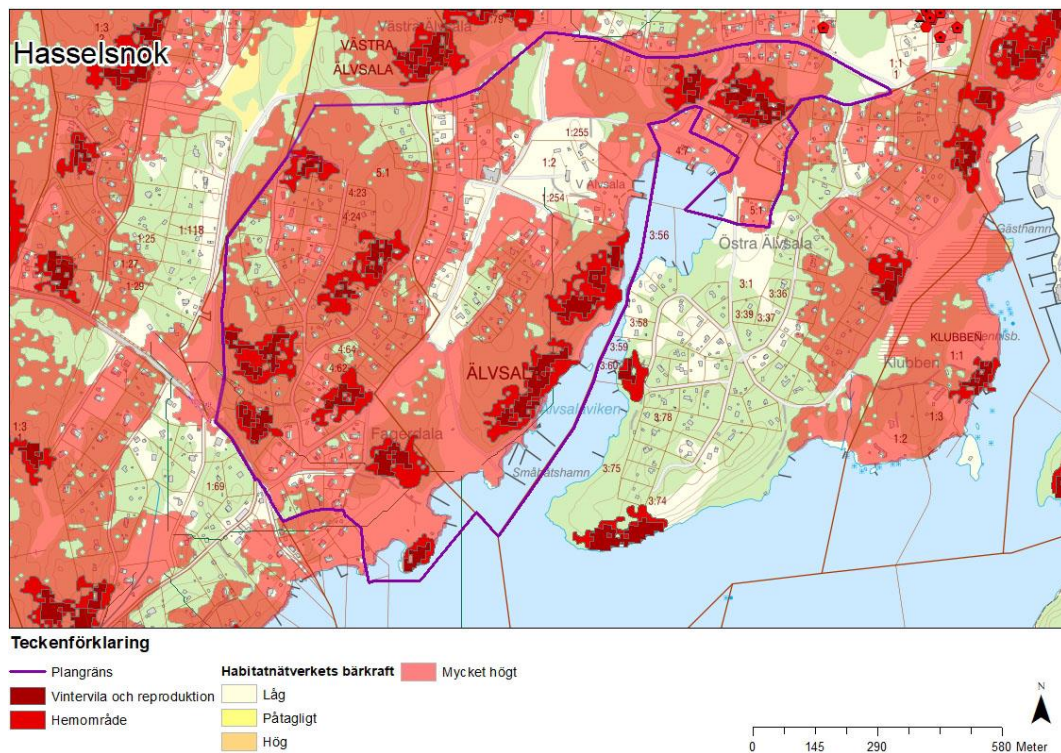 Hasselsnok
1:3
2
:79
Västra Älvsala
VÄSTRA
ÄLVSALA
1:1
1
1:255
1:2
4:7
5:1
4:23
V Älvsala
1:254
4:24
1:118
1:25
5:1
3:56
Gästhamn
1:27
Östra Älvsala
1:29
3:1
3:36
3:39
3:37
3:58
KLUBBEN
4:64
3:59
Klubben
1:1
4:62
3:60
ÄLVSALA
Älvsalaviken
3:78
1:3
1:3
Fagerdala
1:2
Småbåtshamn
3:75
1:69
3:74
Teckenförklaring
Plangräns
Habitatnätverkets bärkraft
Mycket högt
Vintervila och reproduktion
Låg
Hemområde
Påtagligt
Hög
N
0 145 290 580 Meter